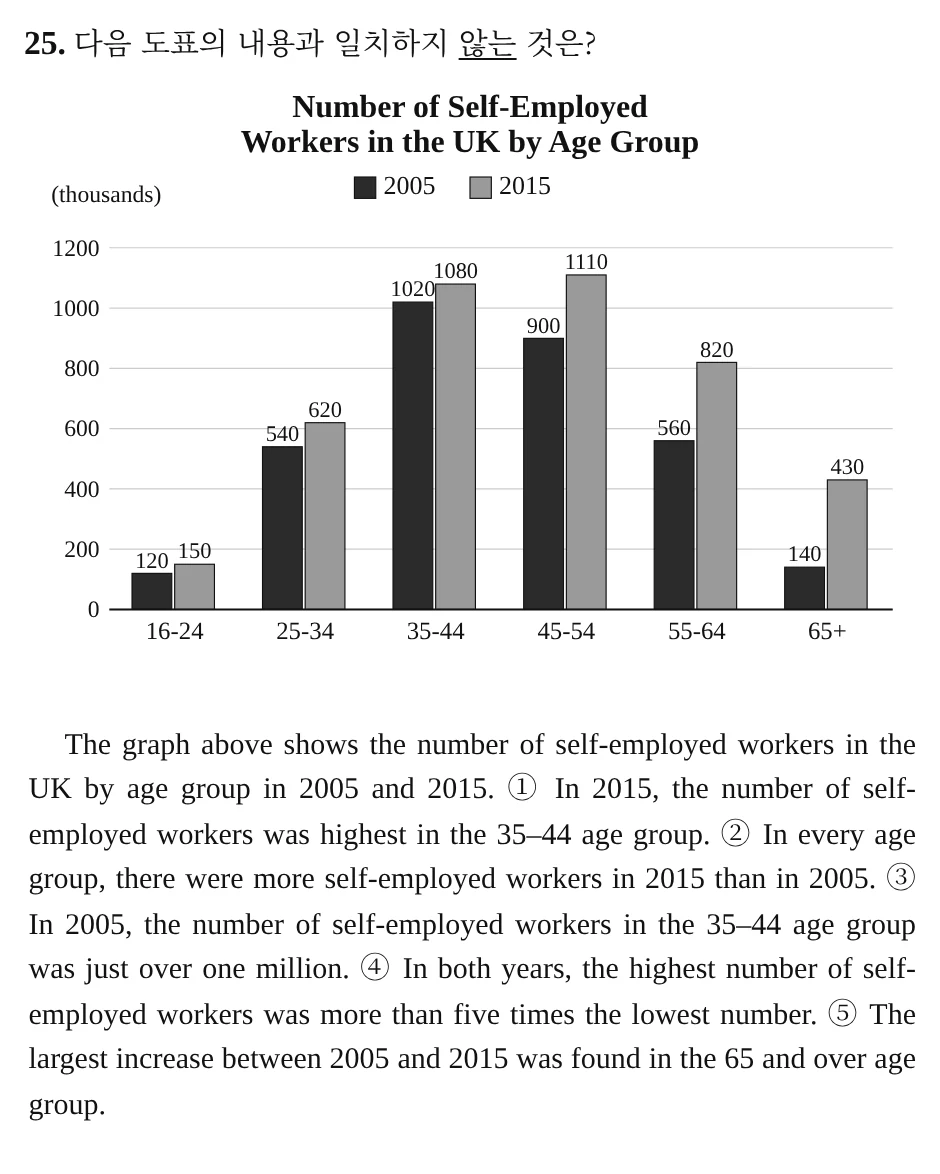 25. 다음 도표의 내용과 일치하지 않는 것은?
Number of Self-Employed
Workers in the UK by Age Group
(thousands)
2005 2015
1200
1000
800
600
400
200
0
120 150
540 620
1020 1080
900 1110
560 820
140 430
16-24 25-34 35-44 45-54 55-64 65+
The graph above shows the number of self-employed workers in the
UK by age group in 2005 and 2015. ① In 2015, the number of self-
employed workers was highest in the 35–44 age group. ② In every age
group, there were more self-employed workers in 2015 than in 2005. ③
In 2005, the number of self-employed workers in the 35–44 age group
was just over one million. ④ In both years, the highest number of self-
employed workers was more than five times the lowest number. ⑤ The
largest increase between 2005 and 2015 was found in the 65 and over age
group.